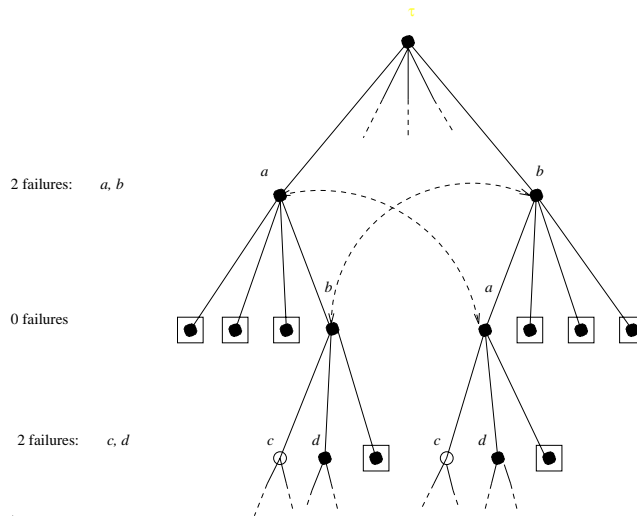 τ
a
b
2 failures: a, b
b
a
0 failures
c
d
c
d
2 failures: c, d